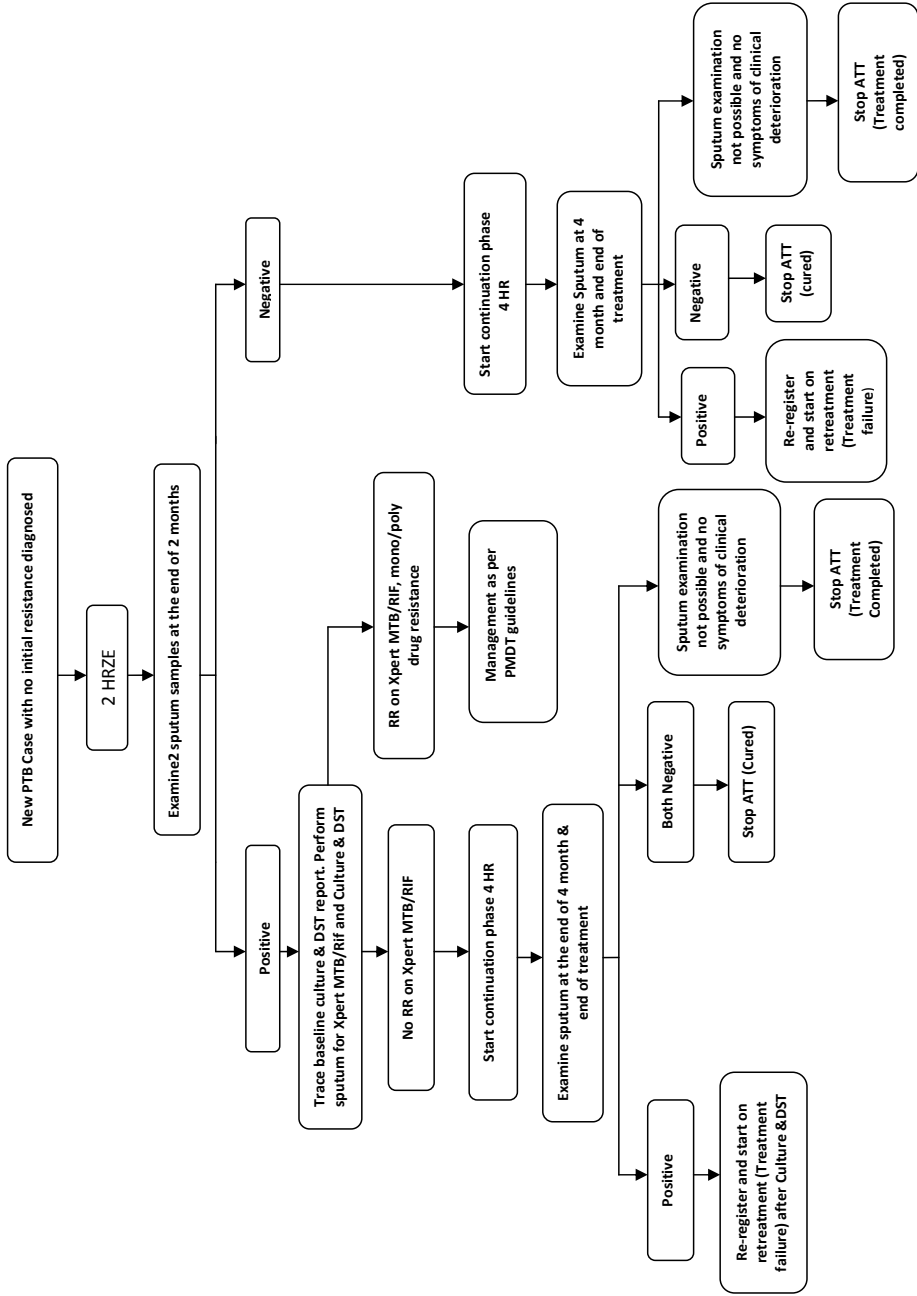 New PTB Case with no initial resistance diagnosed
2 HRZE
Examine2 sputum samples at the end of 2 months
Positive
Negative
Trace baseline culture & DST report. Perform
sputum for Xpert MTB/Rif and Culture & DST
RR on Xpert MTB/RIF, mono/poly
drug resistance
Management as per
PMDT guidelines
No RR on Xpert MTB/RIF
Start continuation phase 4 HR
Examine sputum at the end of 4 month &
end of treatment
Positive
Re-register and start on
retreatment (Treatment
failure) after Culture &DST
Both Negative
Stop ATT (Cured)
Sputum examination
not possible and no
symptoms of clinical
deterioration
Stop ATT
(Treatment
Completed)
Start continuation phase
4 HR
Examine Sputum at 4
month and end of
treatment
Positive
Re-register
and start on
retreatment
(Treatment
failure)
Negative
Stop ATT
(cured)
Sputum examination
not possible and no
symptoms of clinical
deterioration
Stop ATT
(Treatment
completed)